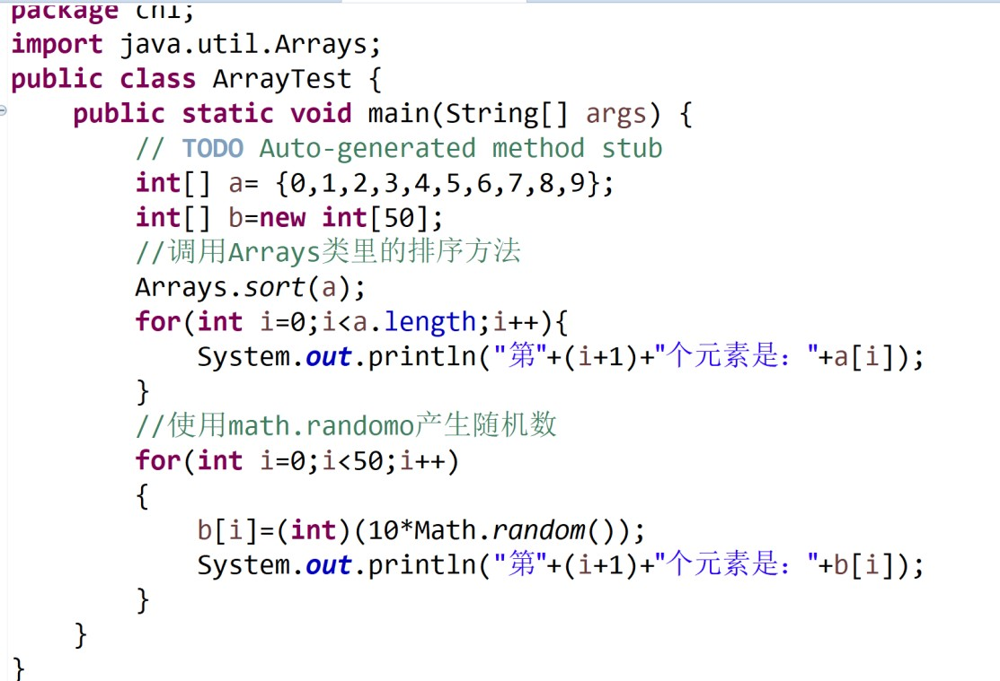 package ch1;
import java.util.Arrays;
public class ArrayTest {
public static void main(String[] args) {
// TODO Auto-generated method stub
int[] a= {0,1,2,3,4,5,6,7,8,9};
int[] b=new int[50];
//调用Arrays类里的排序方法
Arrays.sort(a);
for(int i=0;i<a.length;i++){
System.out.println("第"+(i+1)+"个元素是："+a[i]);
}
//使用math.randomo产生随机数
for(int i=0;i<50;i++)
{
b[i]=(int)(10*Math.random());
System.out.println("第"+(i+1)+"个元素是："+b[i]);
}
}
}